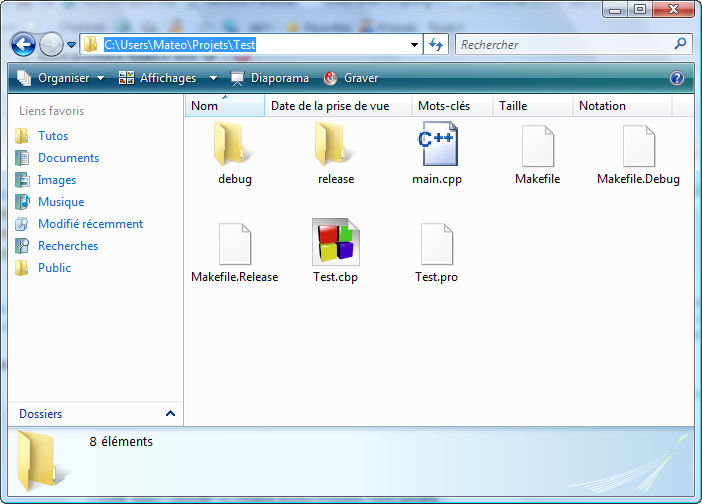 C:\Users\Mateo\Projets\Test
Rechercher
Organiser Affichages Diaporama Graver
Liens favoris
Tutos
Documents
Images
Musique
Modifié récemment
Recherches
Public
Dossiers
Nom Date de la prise de vue Mots-clés Taille Notation
debug release main.cpp Makefile Makefile.Debug
C++
Makefile.Release Test.cbp Test.pro
8 éléments